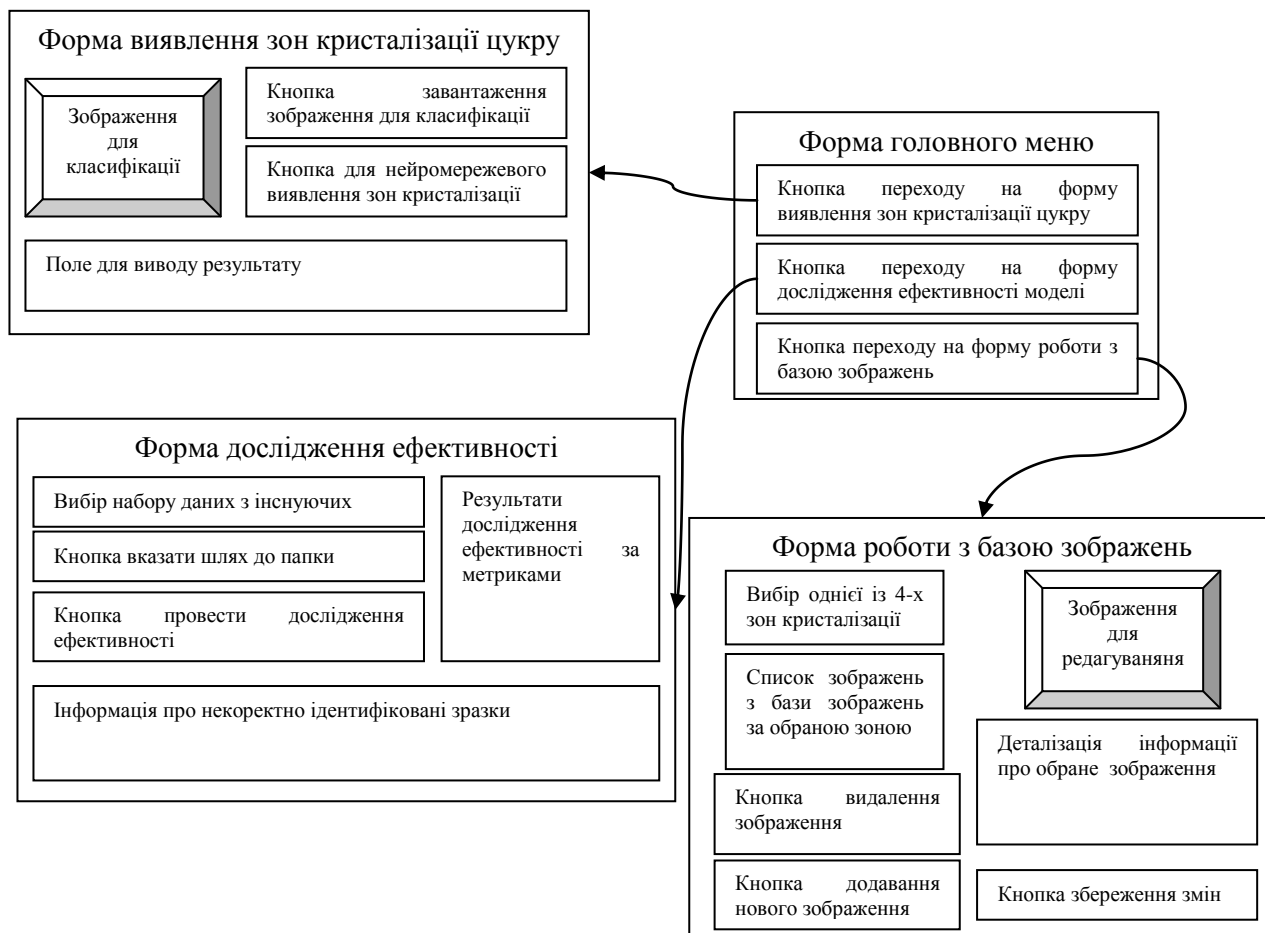 Форма виявлення зон кристалізації цукру
Зображення
для
класифікації
Кнопка завантаження
зображення для класифікації
Кнопка для нейромережевого
виявлення зон кристалізації
Поле для виводу результату
Форма головного меню
Кнопка переходу на форму
виявлення зон кристалізації цукру
Кнопка переходу на форму
дослідження ефективності моделі
Кнопка переходу на форму роботи з
базою зображень
Форма дослідження ефективності
Вибір набору даних з інснуючих
Кнопка вказати шлях до папки
Кнопка провести дослідження
ефективності
Результати
дослідження
ефективності за
метриками
Інформація про некоректно ідентифіковані зразки
Форма роботи з базою зображень
Вибір однієї із 4-х
зон кристалізації
Список зображень
з бази зображень
за обраною зоною
Кнопка видалення
зображення
Кнопка додавання
нового зображення
Зображення
для
редагуваняня
Деталізація інформації
про обране зображення
Кнопка збереження змін